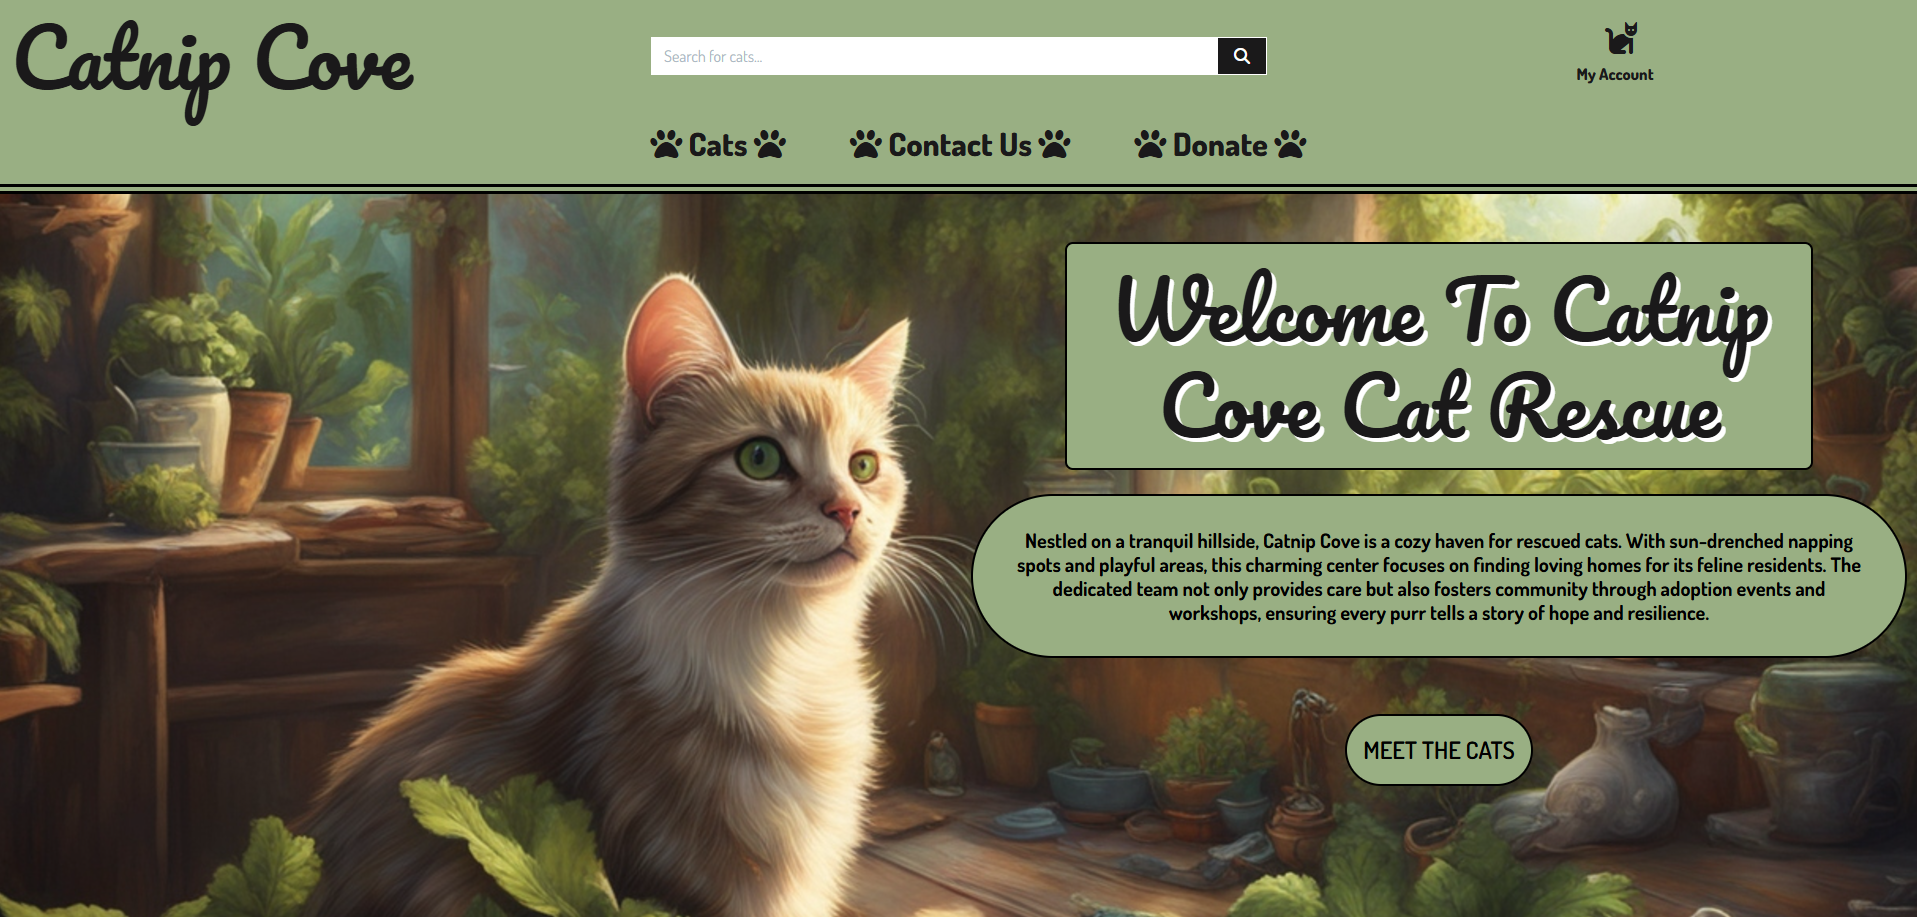 Catnip Cove
Search for cats...
My Account
Cats
Contact Us
Donate
Welcome To Catnip
Cove Cat Rescue
Nestled on a tranquil hillside, Catnip Cove is a cozy haven for rescued cats. With sun-drenched napping
spots and playful areas, this charming center focuses on finding loving homes for its feline residents. The
dedicated team not only provides care but also fosters community through adoption events and
workshops, ensuring every purr tells a story of hope and resilience.
MEET THE CATS